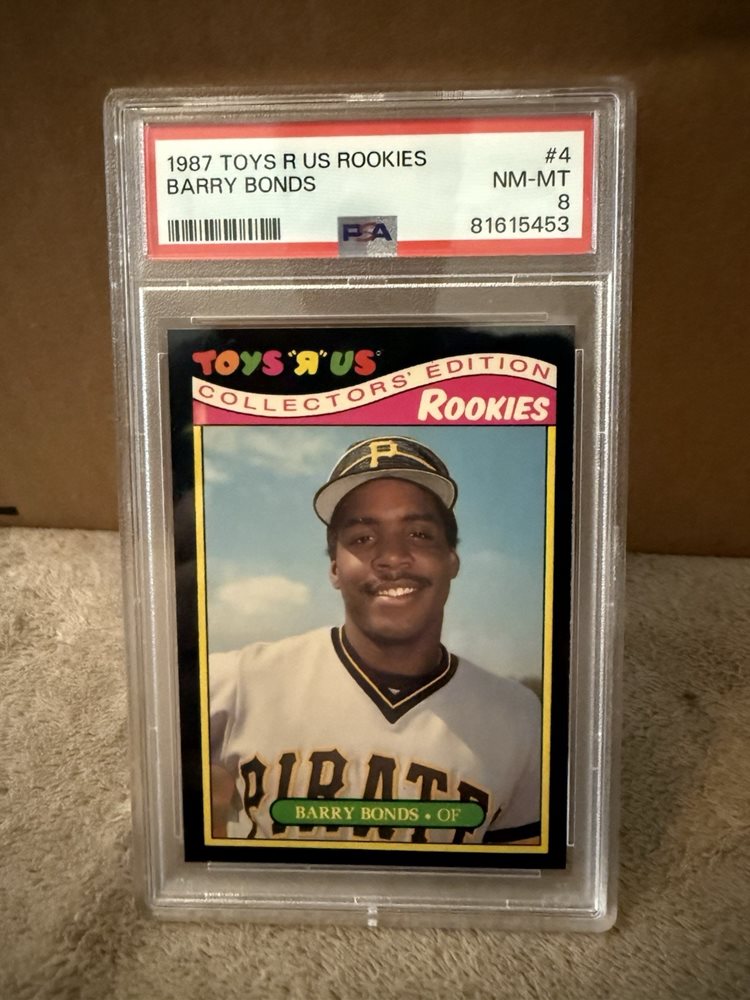 1987 TOYS R US ROOKIES #4
BARRY BONDS NM-MT
8
81615453
PSA
TOYS "R" US
COLLECTORS' EDITION
ROOKIES
P
PIRATE
BARRY BONDS • OF